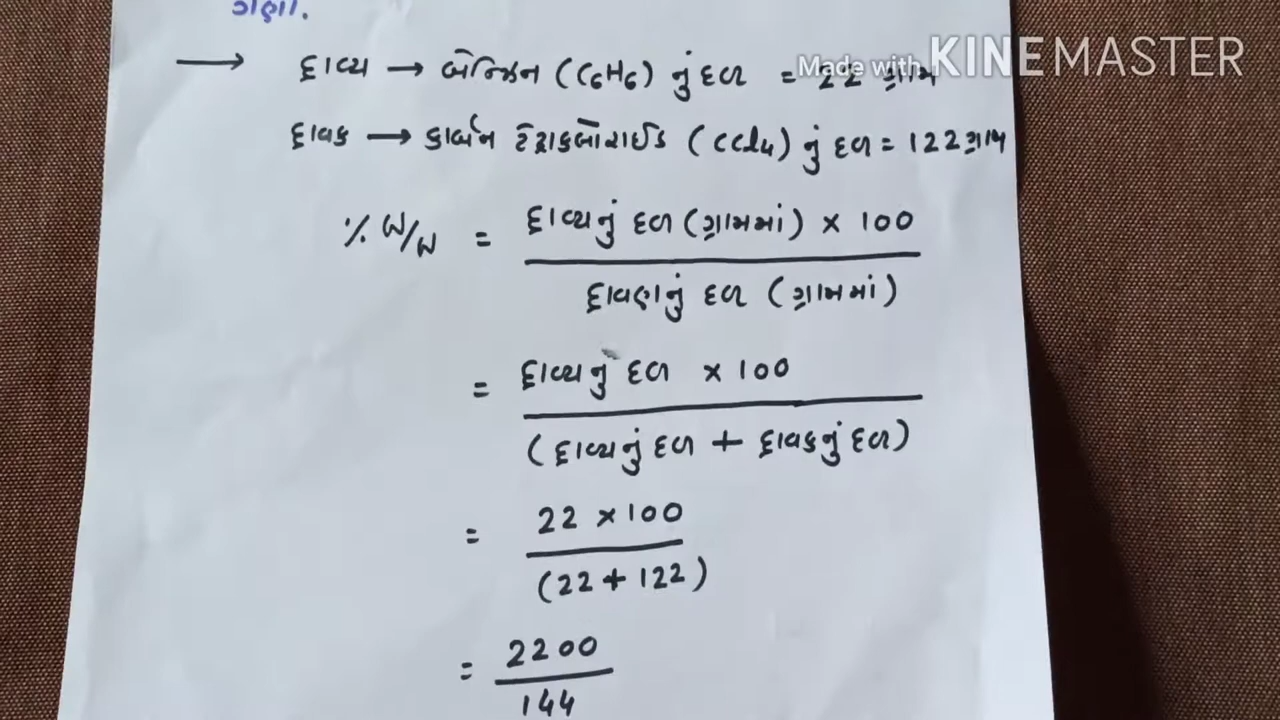 ગણો.
Made with KINEMASTER
→ દ્રાવ્ય → બેન્ઝિન (C6H6) નું દળ = 22 ગ્રામ
દ્રાવક → કાર્બન ટેટ્રાક્લોરાઈડ (CCl4) નું દળ = 122 ગ્રામ
% W/W = દ્રાવ્યનું દળ (ગ્રામમાં) × 100
દ્રાવણનું દળ (ગ્રામમાં)
= દ્રાવ્યનું દળ × 100
(દ્રાવ્યનું દળ + દ્રાવકનું દળ)
= 22 × 100
(22 + 122)
= 2200
144